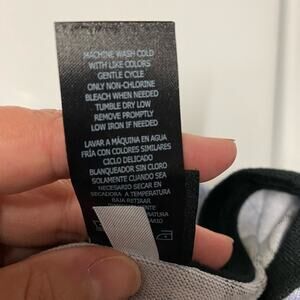 MACHINE WASH COLD
WITH LIKE COLORS
GENTLE CYCLE
ONLY NON-CHLORINE
BLEACH WHEN NEEDED
TUMBLE DRY LOW
REMOVE PROMPTLY
LOW IRON IF NEEDED
LAVAR A MÁQUINA EN AGUA
FRÍA CON COLORES SIMILARES
CICLO DELICADO
BLANQUEADOR SIN CLORO
SOLAMENTE CUANDO SEA
NECESARIO SECAR EN
SECADORA A TEMPERATURA
BAJA RETIRAR